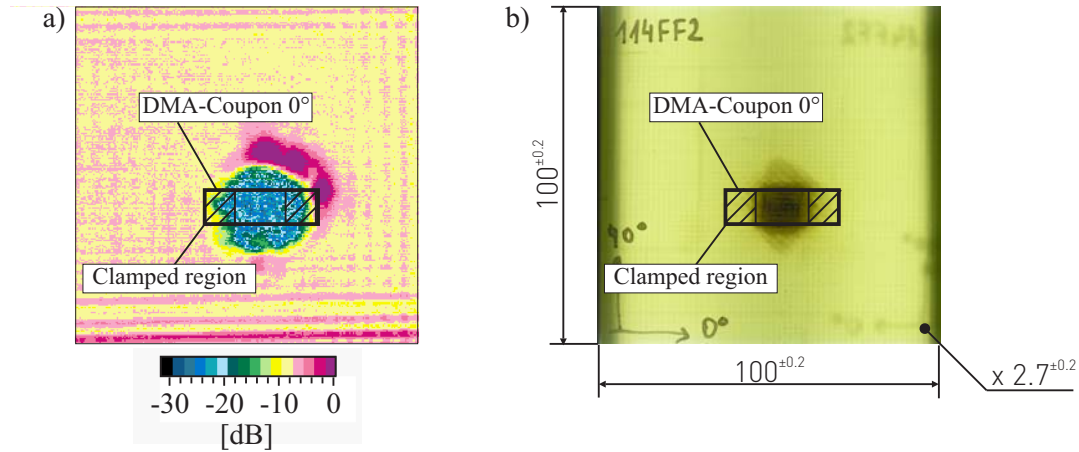 a)
DMA-Coupon 0°
Clamped region
-30 -20 -10 0
[dB]
b)
114FF2
DMA-Coupon 0°
Clamped region
90°
0°
100±0.2
100±0.2
x 2.7±0.2